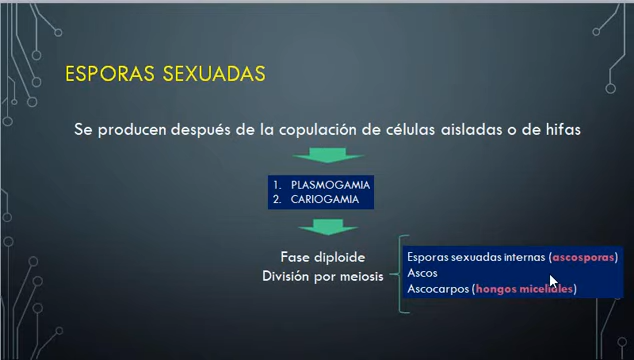 ESPORAS SEXUADAS
Se producen después de la copulación de células aisladas o de hifas
1. PLASMOGAMIA
2. CARIOGAMIA
Fase diploide
División por meiosis
Esporas sexuadas internas (ascosporas)
Ascos
Ascocarpos (hongos miceliales)